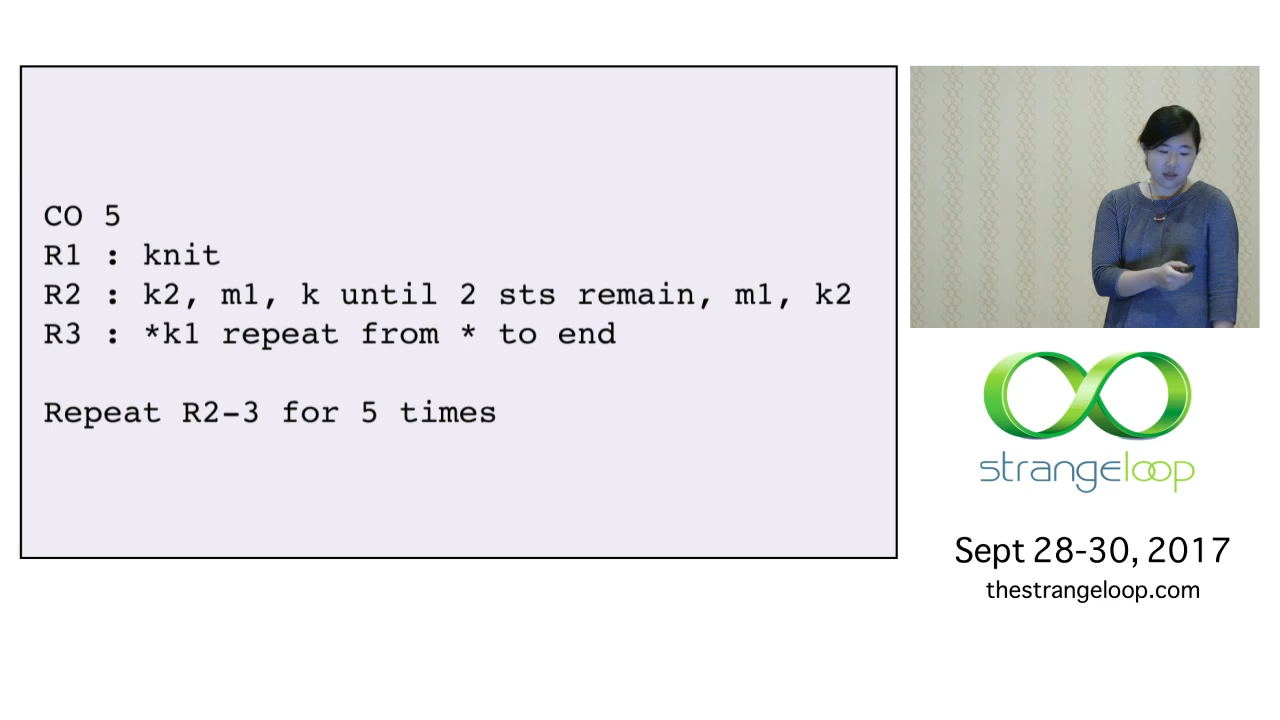 CO 5
R1 : knit
R2 : k2, m1, k until 2 sts remain, m1, k2
R3 : *k1 repeat from * to end
Repeat R2-3 for 5 times
strangeloop
Sept 28-30, 2017
thestrangeloop.com